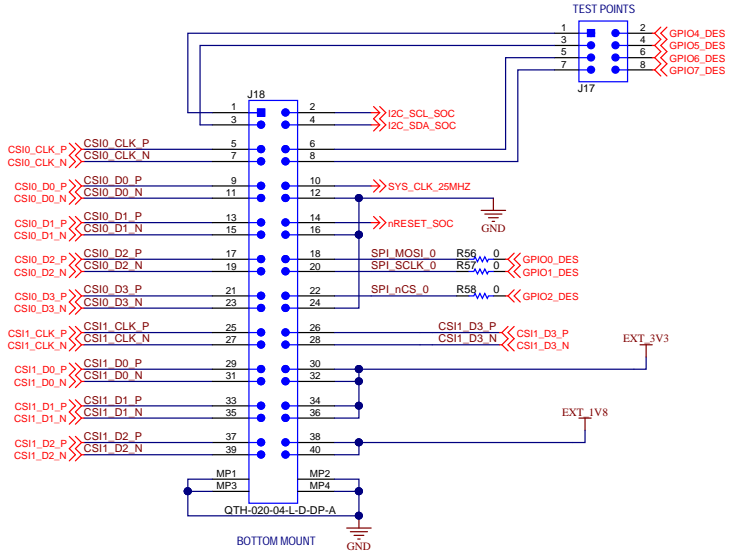 TEST POINTS
1 2 GPIO4_DES
3 4 GPIO5_DES
5 6 GPIO6_DES
7 8 GPIO7_DES
J17
J18
1 2 I2C_SCL_SOC
3 4 I2C_SDA_SOC
CSI0_CLK_P CSI0_CLK_P 5 6
CSI0_CLK_N CSI0_CLK_N 7 8
CSI0_D0_P CSI0_D0_P 9 10 SYS_CLK_25MHZ
CSI0_D0_N CSI0_D0_N 11 12
GND
CSI0_D1_P CSI0_D1_P 13 14 nRESET_SOC
CSI0_D1_N CSI0_D1_N 15 16
CSI0_D2_P CSI0_D2_P 17 18 SPI_MOSI_0 R56 0 GPIO0_DES
CSI0_D2_N CSI0_D2_N 19 20 SPI_SCLK_0 R57 0 GPIO1_DES
CSI0_D3_P CSI0_D3_P 21 22 SPI_nCS_0 R58 0 GPIO2_DES
CSI0_D3_N CSI0_D3_N 23 24
CSI1_CLK_P CSI1_CLK_P 25 26 CSI1_D3_P CSI1_D3_P
CSI1_CLK_N CSI1_CLK_N 27 28 CSI1_D3_N CSI1_D3_N
EXT_3V3
CSI1_D0_P CSI1_D0_P 29 30
CSI1_D0_N CSI1_D0_N 31 32
CSI1_D1_P CSI1_D1_P 33 34
CSI1_D1_N CSI1_D1_N 35 36
EXT_1V8
CSI1_D2_P CSI1_D2_P 37 38
CSI1_D2_N CSI1_D2_N 39 40
MP1 MP2
MP3 MP4
QTH-020-04-L-D-DP-A
BOTTOM MOUNT
GND